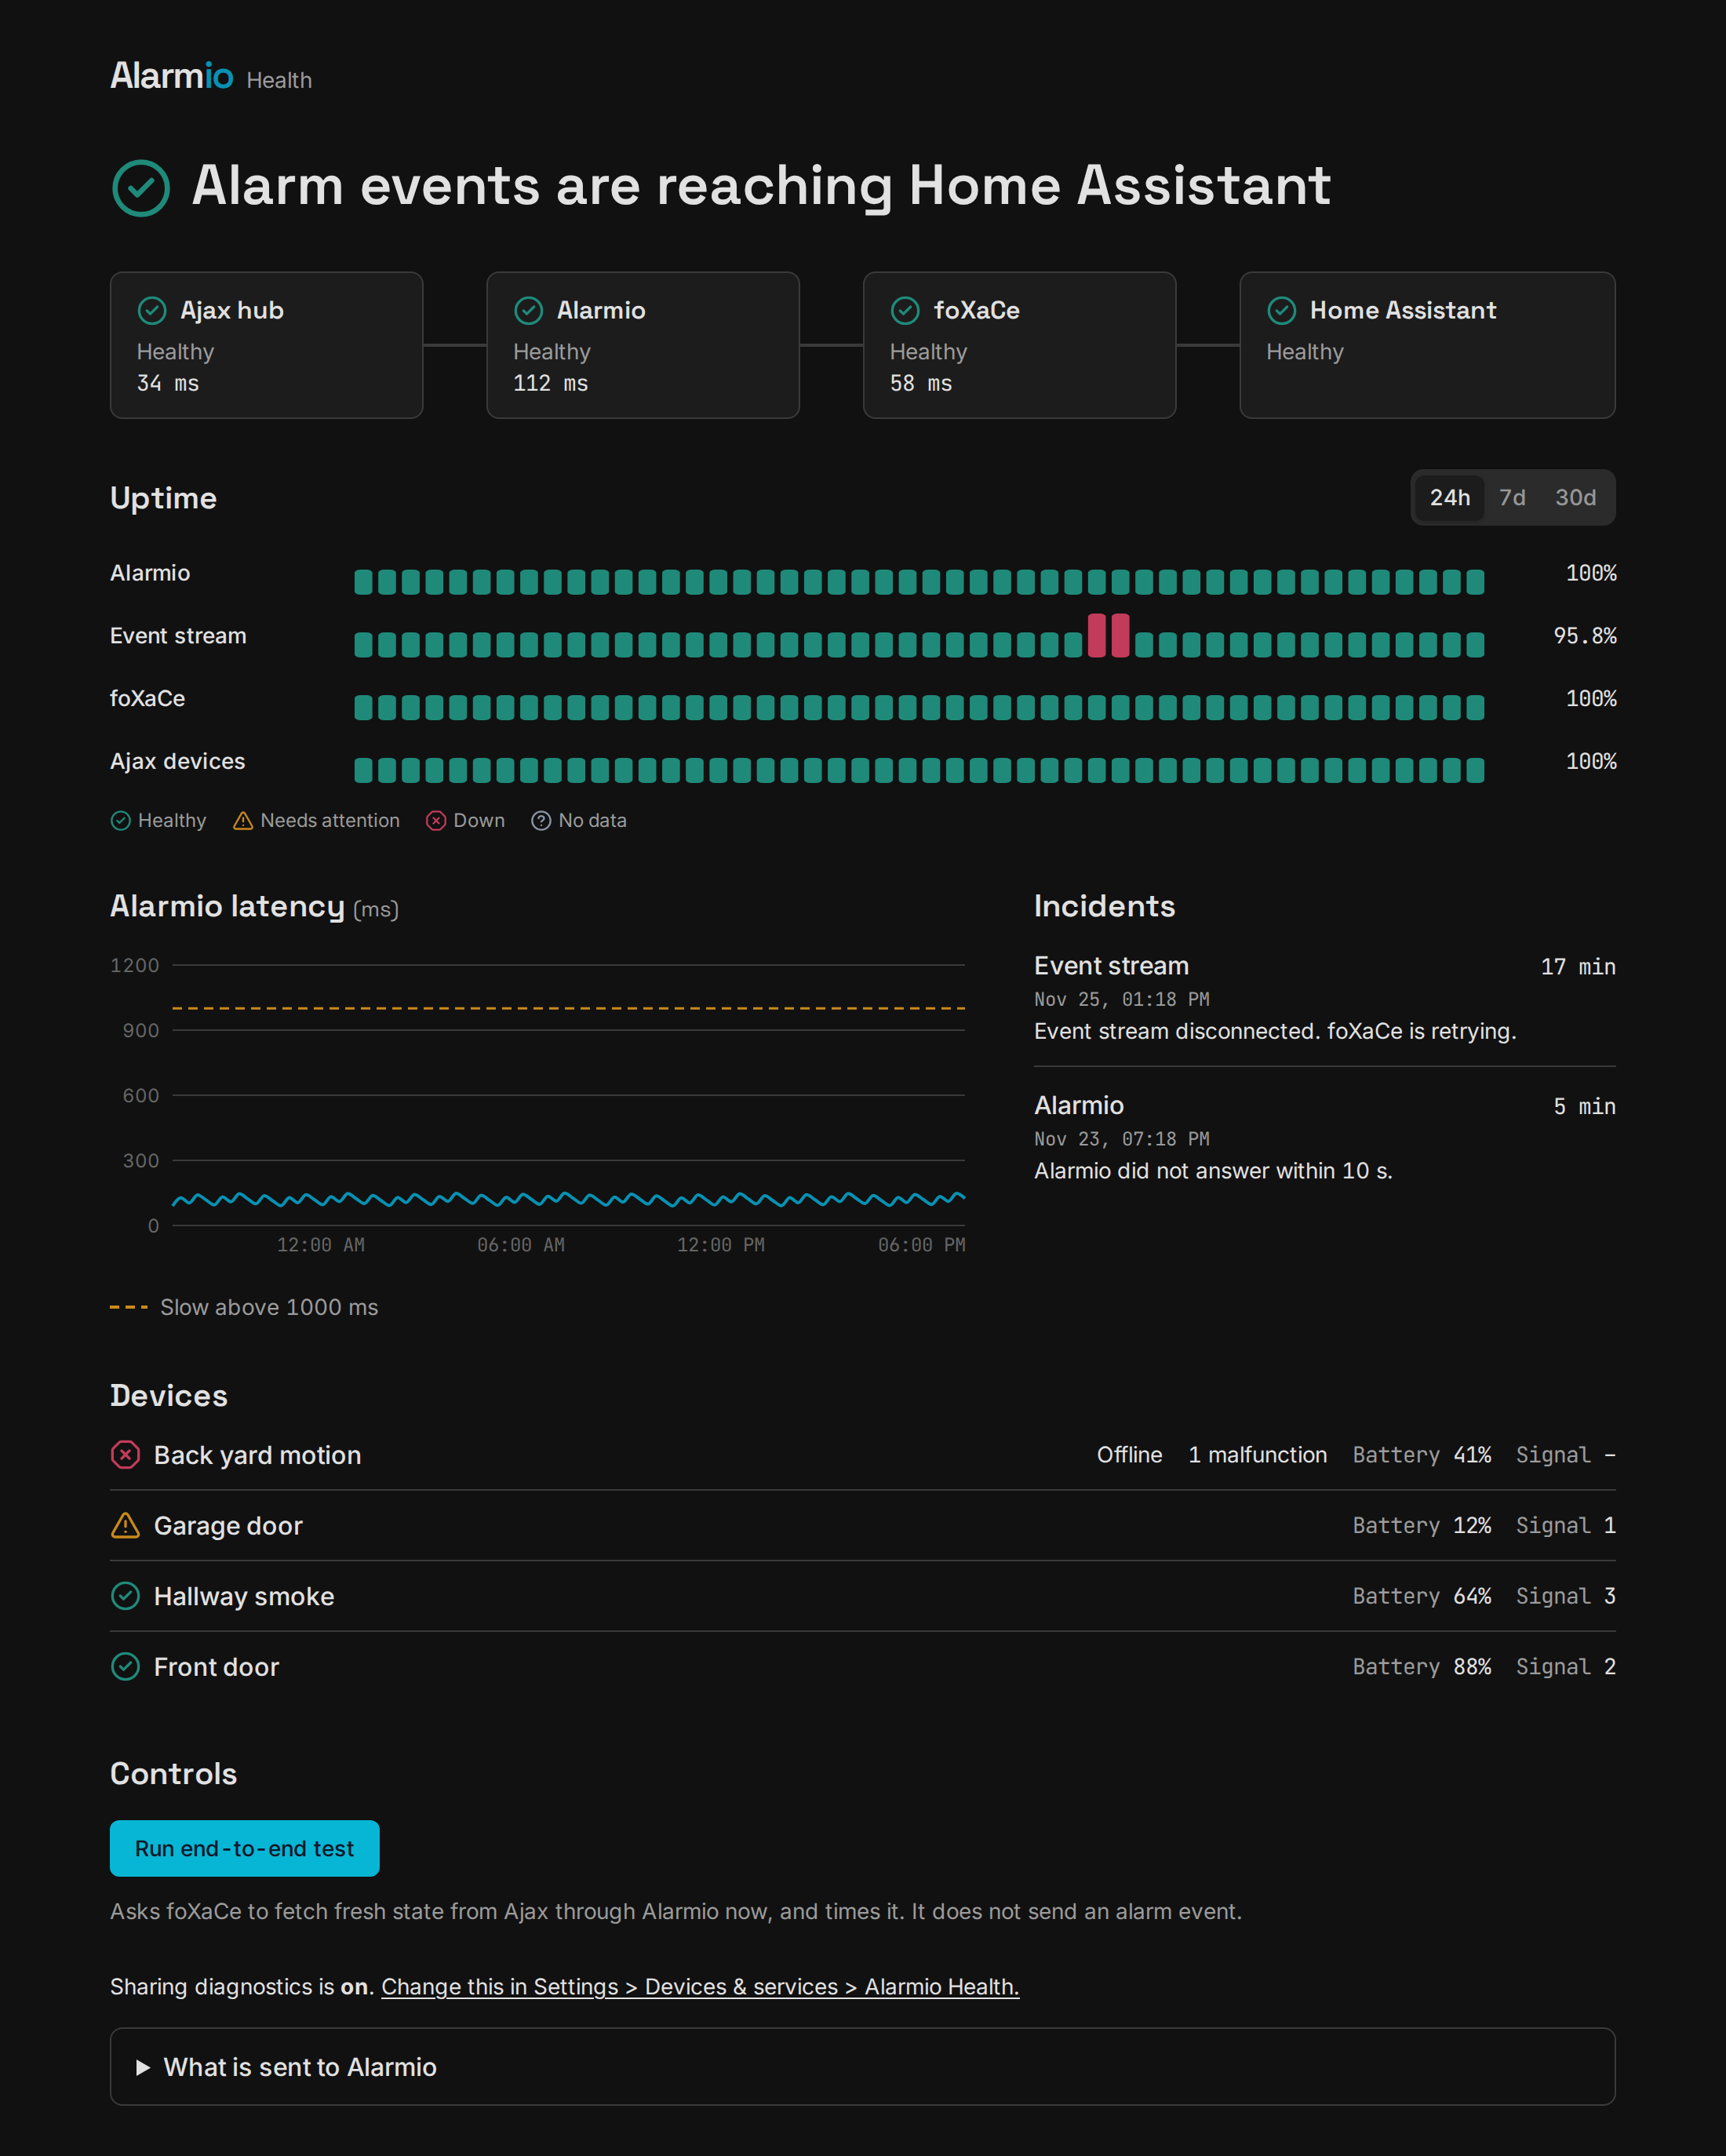 Alarmio Health
Alarm events are reaching Home Assistant
Ajax hub
Healthy
34 ms
Alarmio
Healthy
112 ms
foXaCe
Healthy
58 ms
Home Assistant
Healthy
Uptime
24h 7d 30d
Alarmio 100%
Event stream 95.8%
foXaCe 100%
Ajax devices 100%
Healthy Needs attention Down No data
Alarmio latency (ms)
1200
900
600
300
0
12:00 AM 06:00 AM 12:00 PM 06:00 PM
Slow above 1000 ms
Incidents
Event stream 17 min
Nov 25, 01:18 PM
Event stream disconnected. foXaCe is retrying.
Alarmio 5 min
Nov 23, 07:18 PM
Alarmio did not answer within 10 s.
Devices
Back yard motion Offline 1 malfunction Battery 41% Signal –
Garage door Battery 12% Signal 1
Hallway smoke Battery 64% Signal 3
Front door Battery 88% Signal 2
Controls
Run end-to-end test
Asks foXaCe to fetch fresh state from Ajax through Alarmio now, and times it. It does not send an alarm event.
Sharing diagnostics is on. Change this in Settings > Devices & services > Alarmio Health.
What is sent to Alarmio